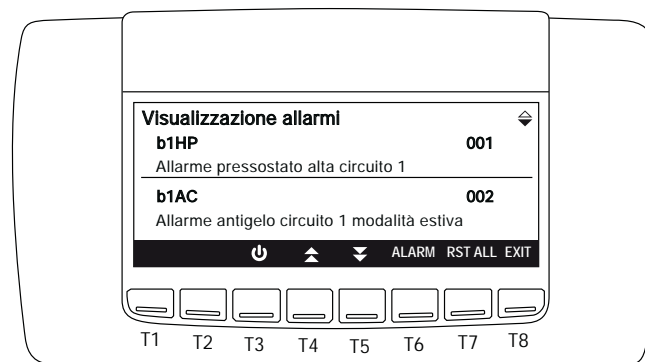 Visualizzazione allarmi
b1HP 001
Allarme pressostato alta circuito 1
b1AC 002
Allarme antigelo circuito 1 modalità estiva
ALARM RST ALL EXIT
T1 T2 T3 T4 T5 T6 T7 T8